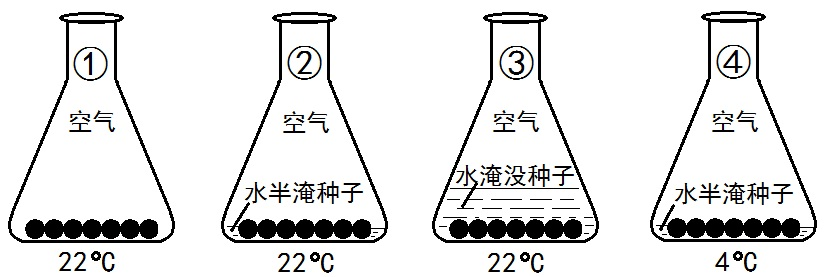 ① ② ③ ④
空气 空气 空气 空气
水半淹种子 水淹没种子 水半淹种子
22℃ 22℃ 22℃ 4℃